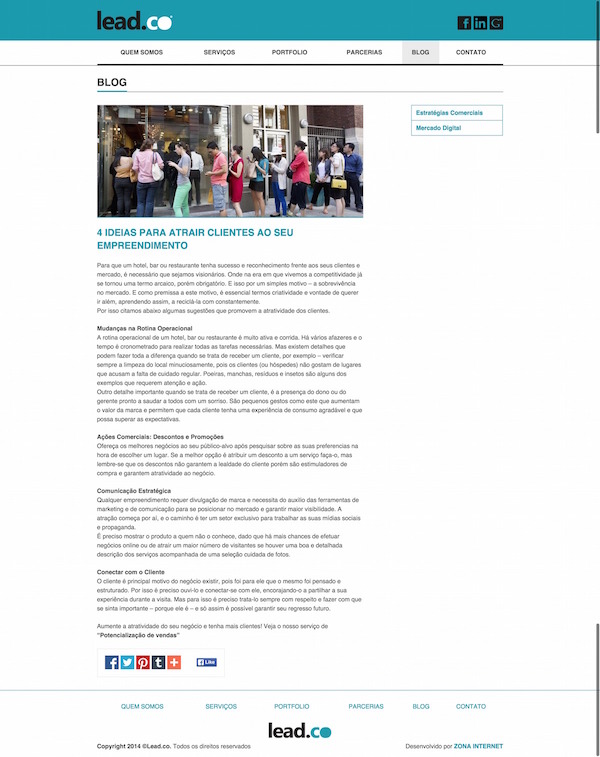 lead.co
QUEM SOMOS SERVIÇOS PORTFOLIO PARCERIAS BLOG CONTATO
BLOG
Estratégias Comerciais
Mercado Digital
4 IDEIAS PARA ATRAIR CLIENTES AO SEU
EMPREENDIMENTO
Para que um hotel, bar ou restaurante tenha sucesso e reconhecimento frente aos seus clientes e
mercado, é necessário que sejamos visionários. Onde na era em que vivemos a competitividade já
se tornou uma termo arcaico, porém obrigatório. E isso por um simples motivo – a sobrevivência
no mercado. E como premissa a este motivo, é essencial termos criatividade e vontade de querer
ir além, aprendendo assim, a reciclá-la com constantemente.
Por isso citamos abaixo algumas sugestões que promovem a atratividade dos clientes.
Mudanças na Rotina Operacional
A rotina operacional de um hotel, bar ou restaurante é muito ativa e corrida. Há vários afazeres e o
tempo é cronometrado para realizar todas as tarefas necessárias. Mas existem detalhes que
podem fazer toda a diferença quando se trata de receber um cliente, por exemplo – verificar
sempre a limpeza do local minuciosamente, pois os clientes (ou hóspedes) não gostam de lugares
que acusam a falta de cuidado regular. Poeiras, manchas, resíduos e insetos são alguns dos
exemplos que requerem atenção e ação.
Outro detalhe importante quando se trata de receber um cliente, é a presença do dono ou do
gerente pronto a saudar a todos com um sorriso. São pequenos gestos como este que aumentam
o valor da marca e permitem que cada cliente tenha uma experiência de consumo agradável e que
possa superar as expectativas.
Ações Comerciais: Descontos e Promoções
Ofereça os melhores negócios ao seu público-alvo após pesquisar sobre as suas preferencias na
hora de escolher um lugar. Se a melhor opção é atribuir um desconto a um serviço faça-o, mas
lembre-se que os descontos não garantem a lealdade do cliente porém são estimuladores de
compra e garantem atratividade ao negócio.
Comunicação Estratégica
Qualquer empreendimento requer divulgação de marca e necessita do auxílio das ferramentas de
marketing e de comunicação para se posicionar no mercado e garantir maior visibilidade. A
atração começa por aí, e o caminho é ter um setor exclusivo para trabalhar as suas mídias sociais
e propaganda.
É preciso mostrar o produto a quem não o conhece, dado que há mais chances de efetuar
negócios online ou de atrair um maior número de visitantes se houver uma boa e detalhada
descrição dos serviços acompanhada de uma seleção cuidada de fotos.
Conectar com o Cliente
O cliente é principal motivo do negócio existir, pois foi para ele que o mesmo foi pensado e
estruturado. Por isso é preciso ouvi-lo e conectar-se com ele, encorajando-o a partilhar a sua
experiência durante a visita. Mas para isso é preciso trata-lo sempre com respeito e fazer com que
se sinta importante – porque ele é – e só assim é possível garantir seu regresso futuro.
Aumente a atratividade do seu negócio e tenha mais clientes! Veja o nosso serviço de
"Potencialização de vendas"
Like
QUEM SOMOS SERVIÇOS PORTFOLIO PARCERIAS BLOG CONTATO
lead.co
Copyright 2014 ©Lead.co. Todos os direitos reservados Desenvolvido por ZONA INTERNET